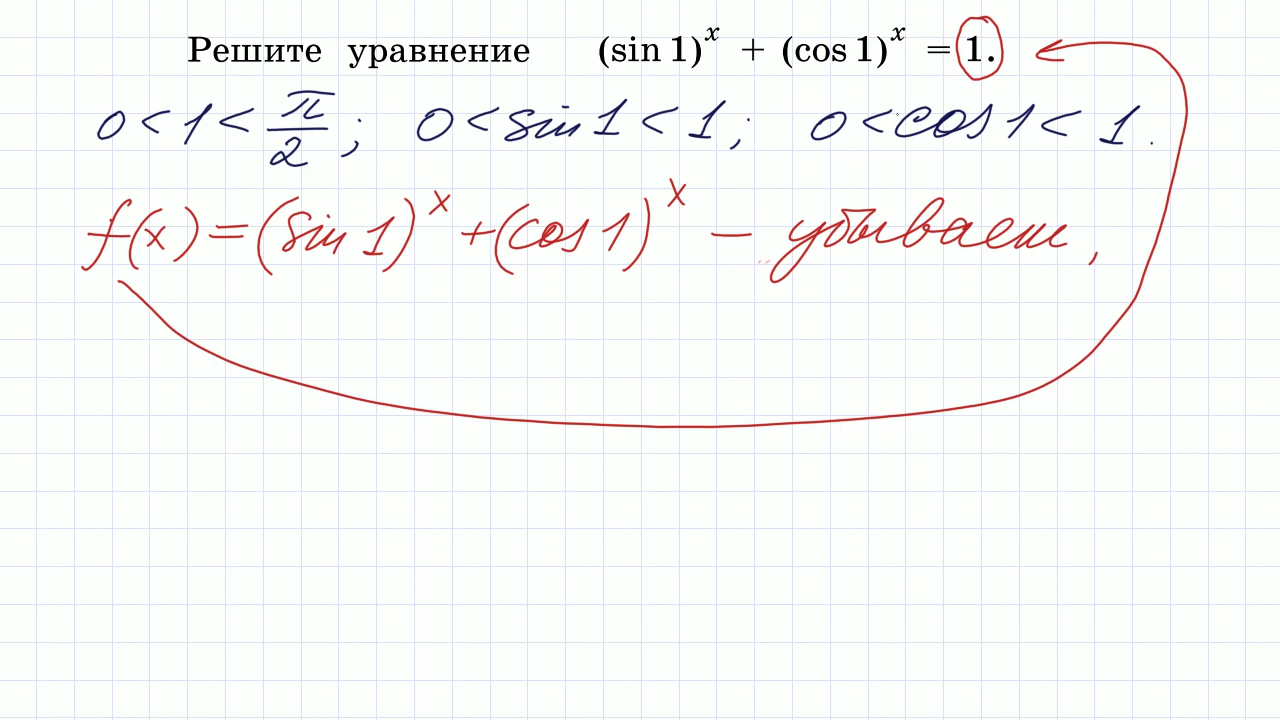 Решите уравнение (sin 1)^x + (cos 1)^x = 1.
0 < 1 < π/2 ; 0 < sin 1 < 1 ; 0 < cos 1 < 1 .
f(x) = (sin 1)^x + (cos 1)^x – убывает ,